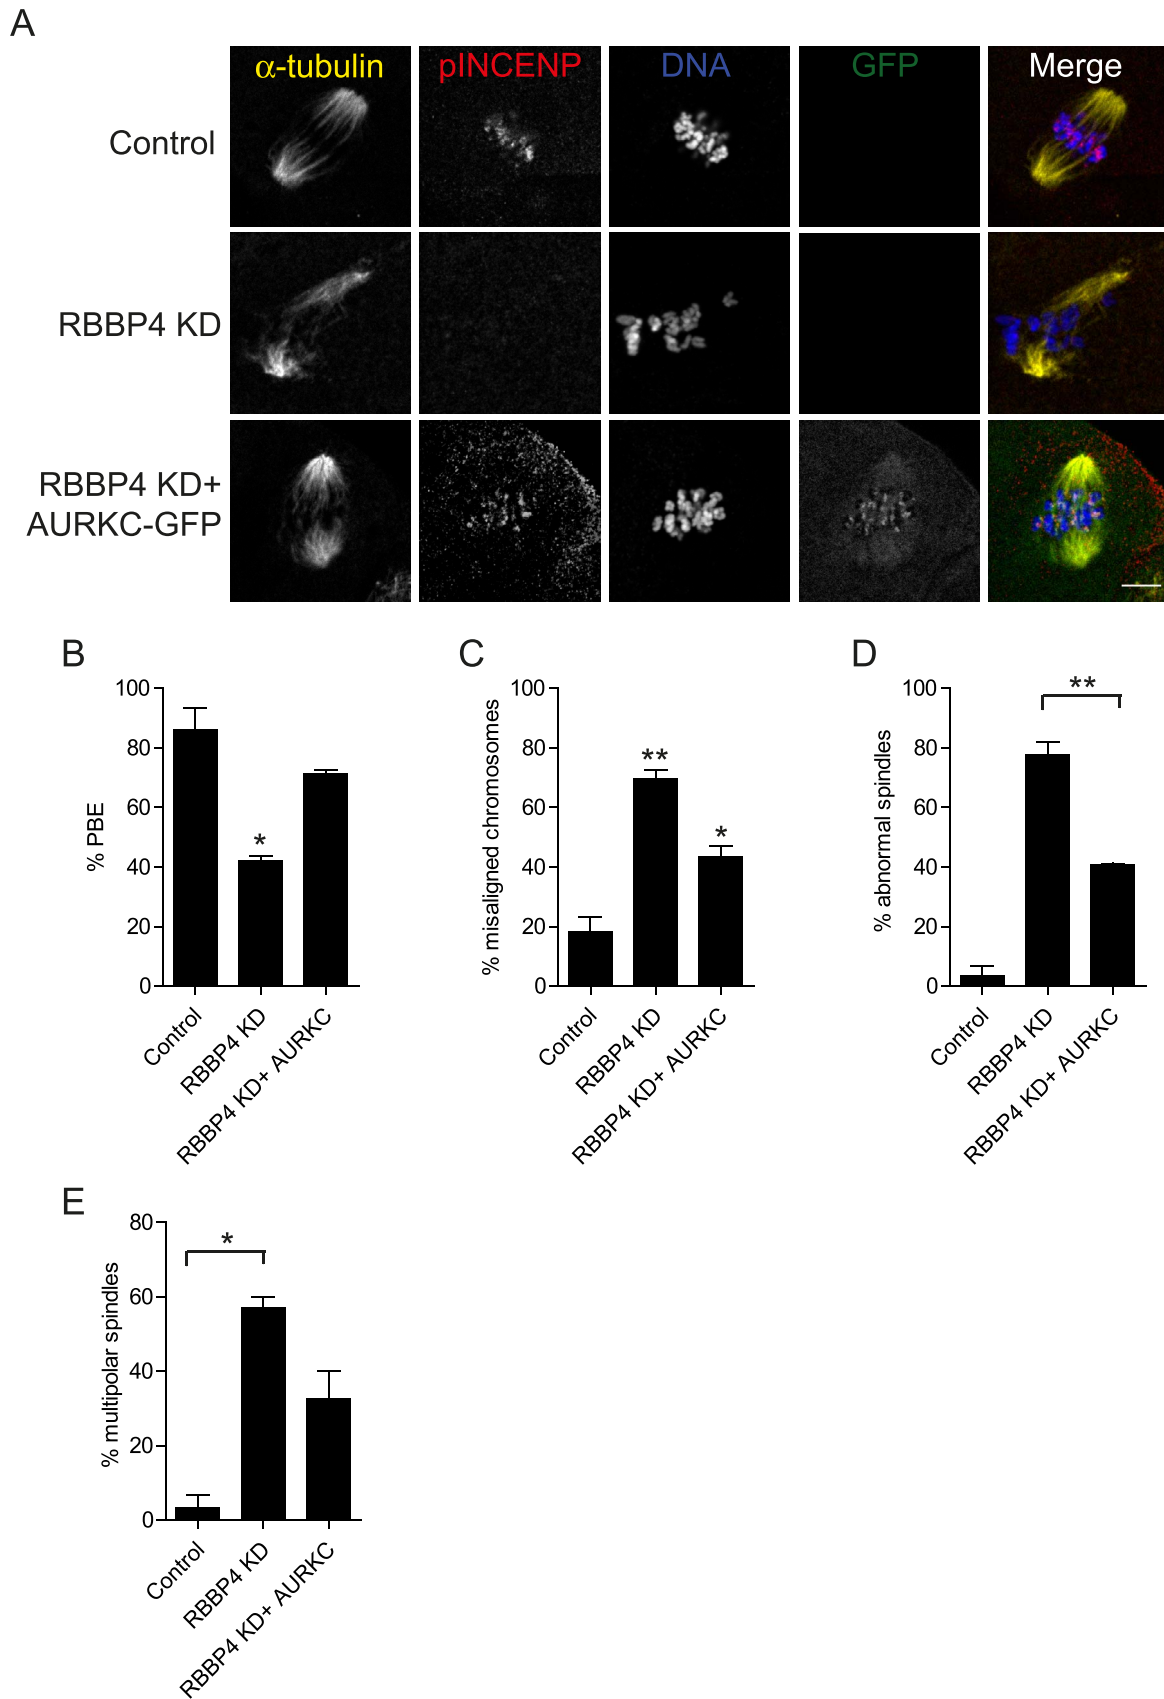 A
α-tubulin
pINCENP
DNA
GFP
Merge
Control
RBBP4 KD
RBBP4 KD+
AURKC-GFP
B
100
80
60
40
20
0
% PBE
*
Control
RBBP4 KD
RBBP4 KD+ AURKC
C
100
80
60
40
20
0
% misaligned chromosomes
**
*
Control
RBBP4 KD
RBBP4 KD+ AURKC
D
100
80
60
40
20
0
% abnormal spindles
**
Control
RBBP4 KD
RBBP4 KD+ AURKC
E
80
60
40
20
0
% multipolar spindles
*
Control
RBBP4 KD
RBBP4 KD+ AURKC